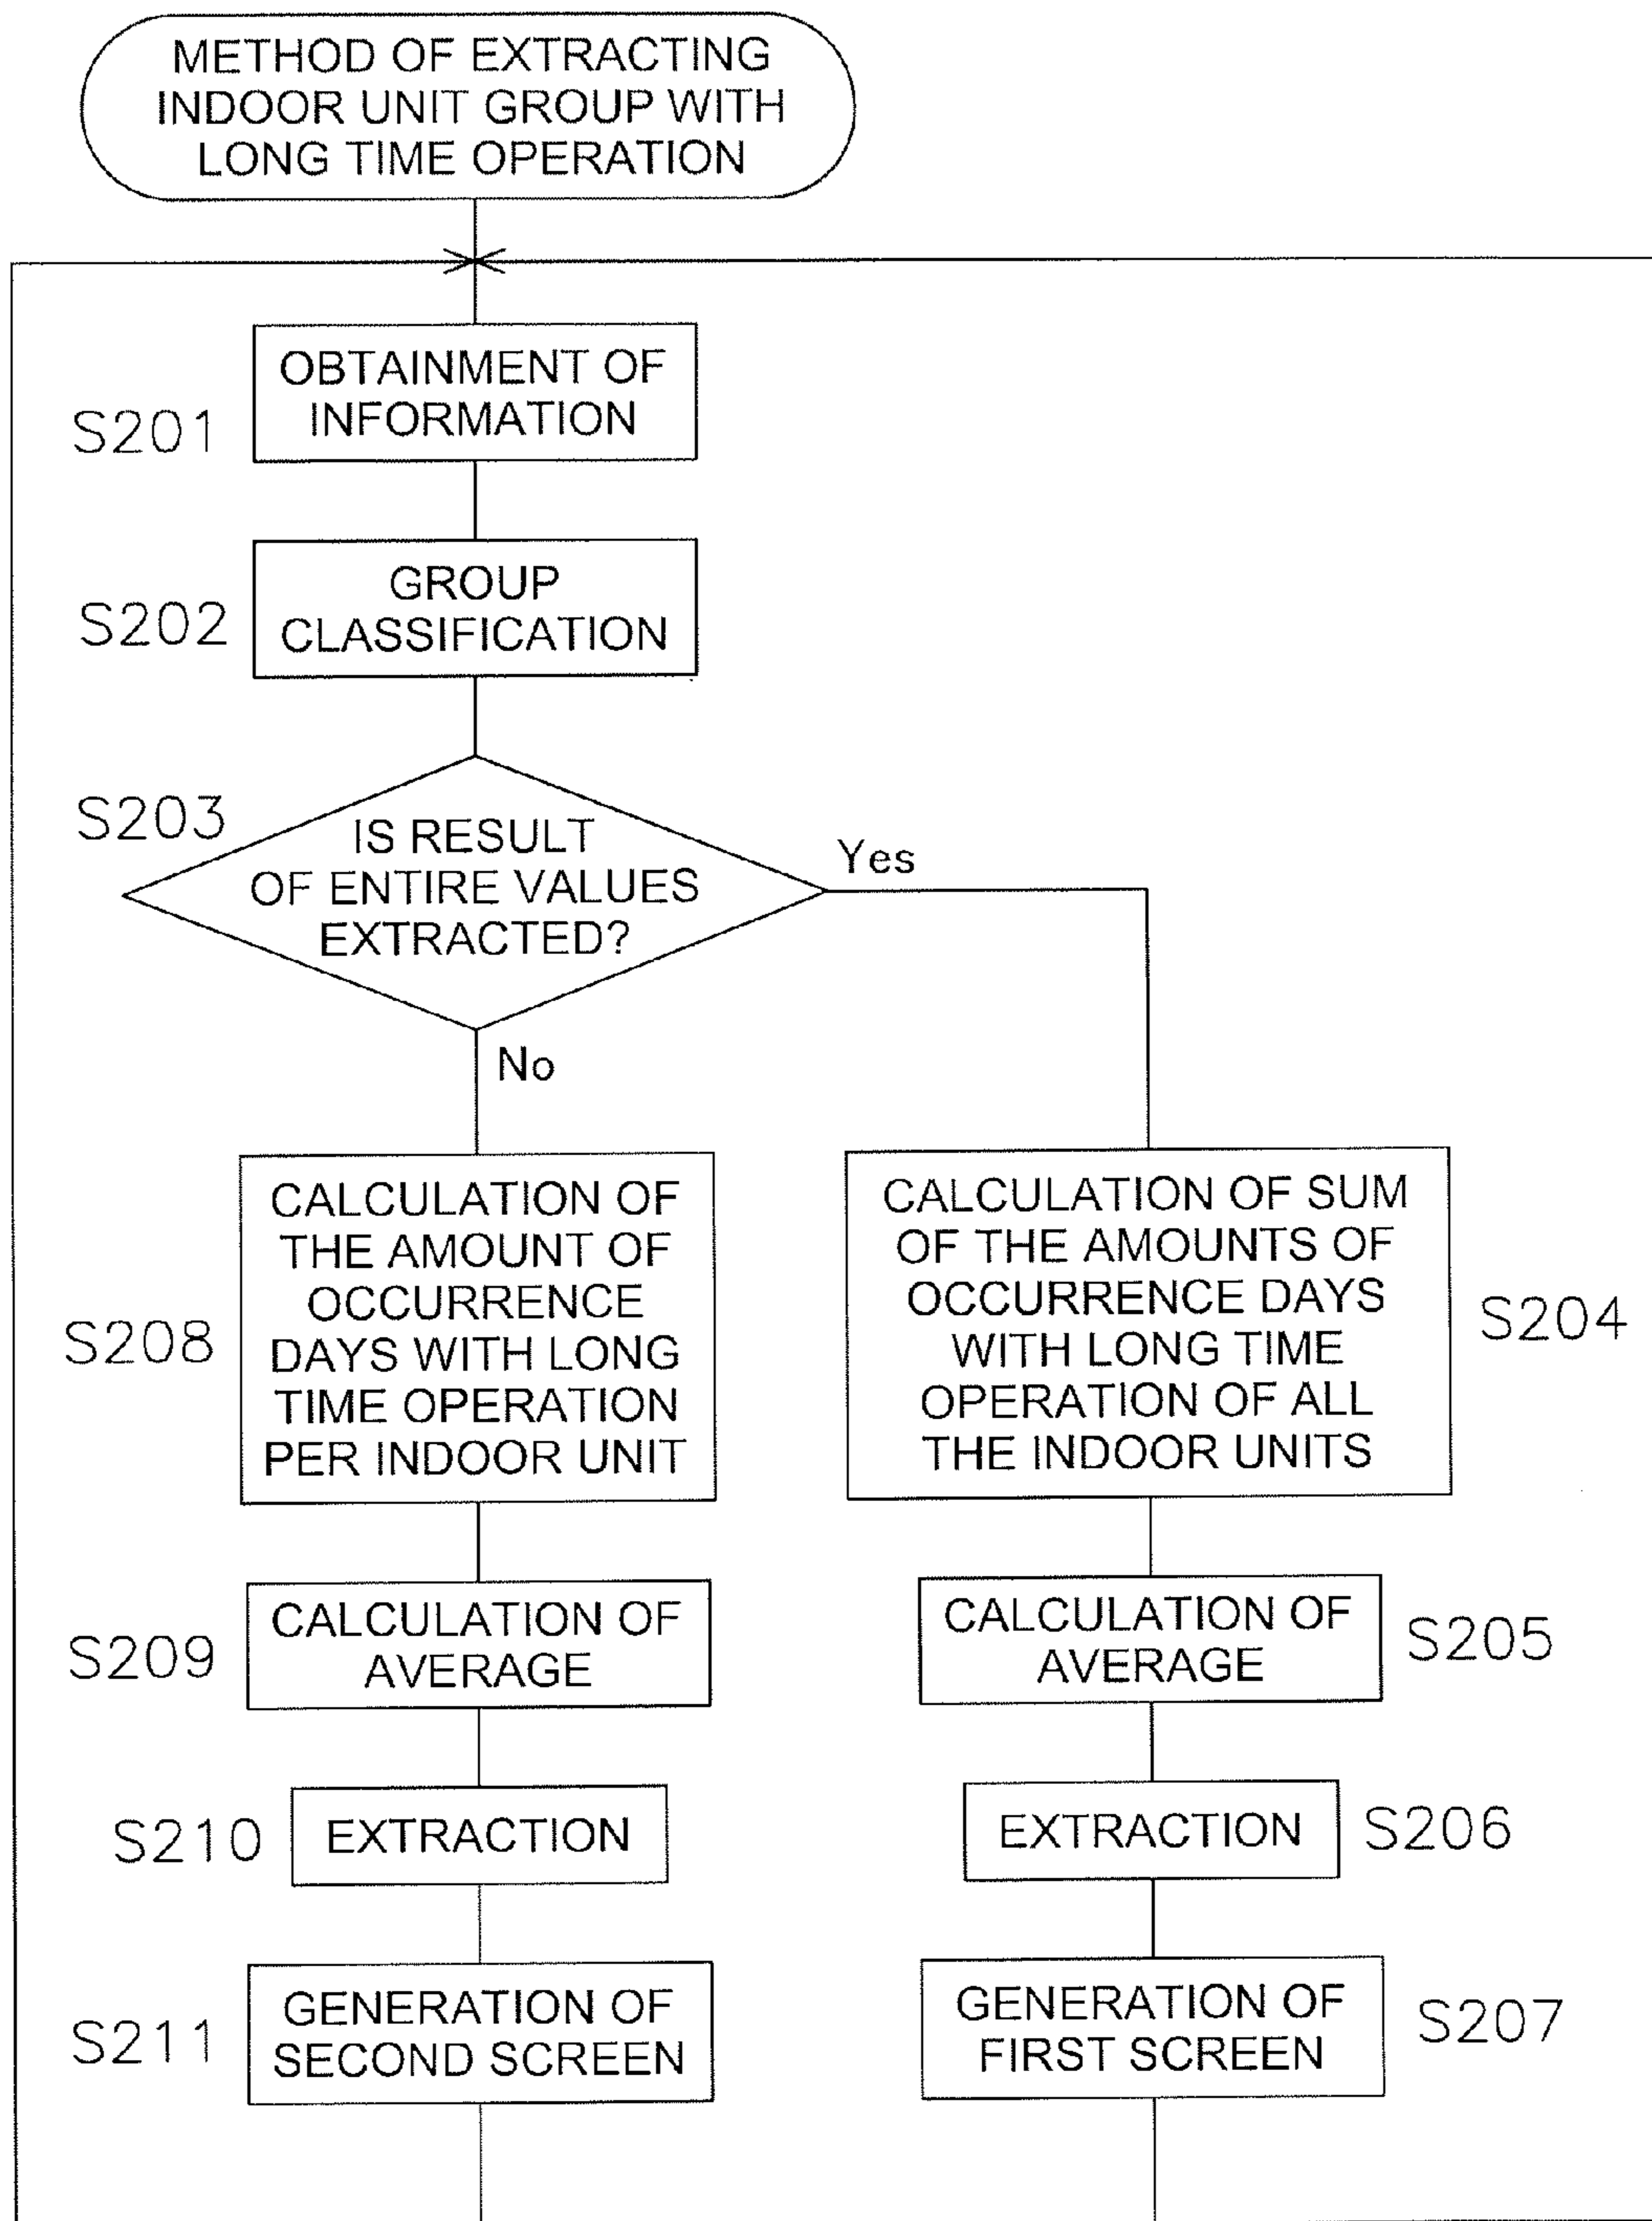 METHOD OF EXTRACTING
INDOOR UNIT GROUP WITH
LONG TIME OPERATION
S201
OBTAINMENT OF
INFORMATION
S202
GROUP
CLASSIFICATION
S203
IS RESULT
OF ENTIRE VALUES
EXTRACTED?
Yes
No
S208
CALCULATION OF
THE AMOUNT OF
OCCURRENCE
DAYS WITH LONG
TIME OPERATION
PER INDOOR UNIT
CALCULATION OF SUM
OF THE AMOUNTS OF
OCCURRENCE DAYS
WITH LONG TIME
OPERATION OF ALL
THE INDOOR UNITS
S204
S209
CALCULATION OF
AVERAGE
CALCULATION OF
AVERAGE
S205
S210
EXTRACTION
EXTRACTION
S206
S211
GENERATION OF
SECOND SCREEN
GENERATION OF
FIRST SCREEN
S207